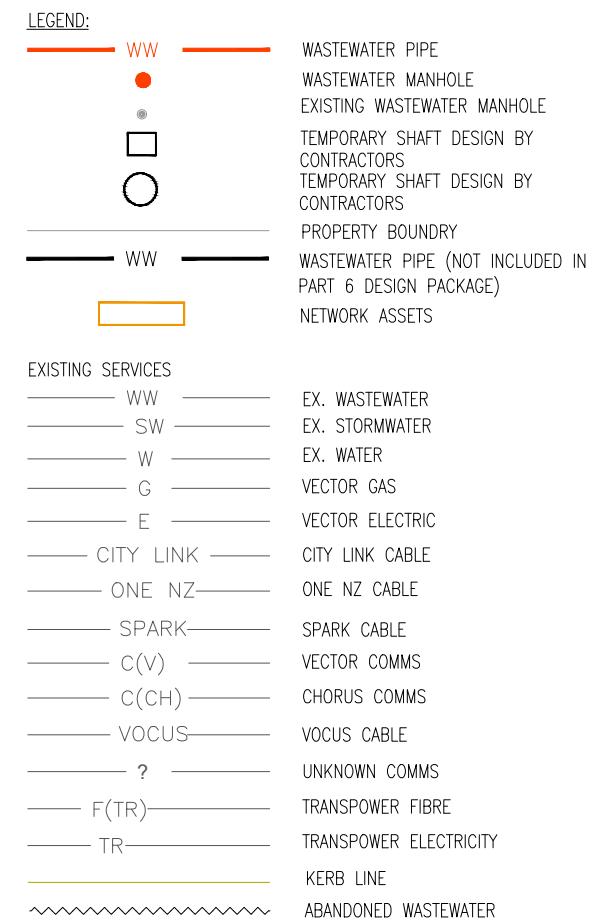 LEGEND:
WW WASTEWATER PIPE
WASTEWATER MANHOLE
EXISTING WASTEWATER MANHOLE
TEMPORARY SHAFT DESIGN BY
CONTRACTORS
TEMPORARY SHAFT DESIGN BY
CONTRACTORS
PROPERTY BOUNDRY
WW WASTEWATER PIPE (NOT INCLUDED IN
PART 6 DESIGN PACKAGE)
NETWORK ASSETS
EXISTING SERVICES
WW EX. WASTEWATER
SW EX. STORMWATER
W EX. WATER
G VECTOR GAS
E VECTOR ELECTRIC
CITY LINK CITY LINK CABLE
ONE NZ ONE NZ CABLE
SPARK SPARK CABLE
C(V) VECTOR COMMS
C(CH) CHORUS COMMS
VOCUS VOCUS CABLE
? UNKNOWN COMMS
F(TR) TRANSPOWER FIBRE
TR TRANSPOWER ELECTRICITY
KERB LINE
ABANDONED WASTEWATER